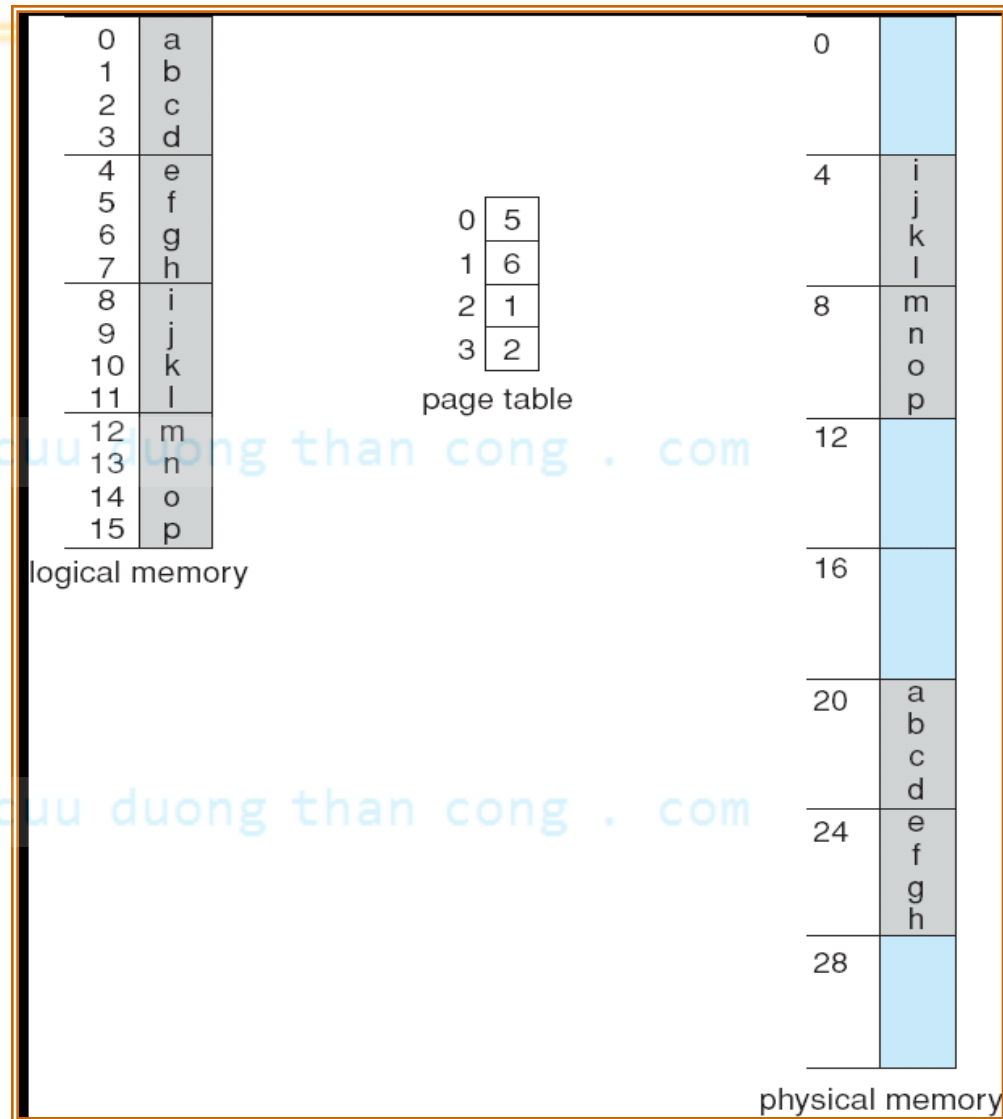 0 a
1 b
2 c
3 d
4 e
5 f
6 g
7 h
8 i
9 j
10 k
11 l
12 m
13 n
14 o
15 p
logical memory
0 5
1 6
2 1
3 2
page table
0
4 i
j
k
l
8 m
n
o
p
12
16
20 a
b
c
d
24 e
f
g
h
28
physical memory
cuu duong than cong . com
cuu duong than cong . com